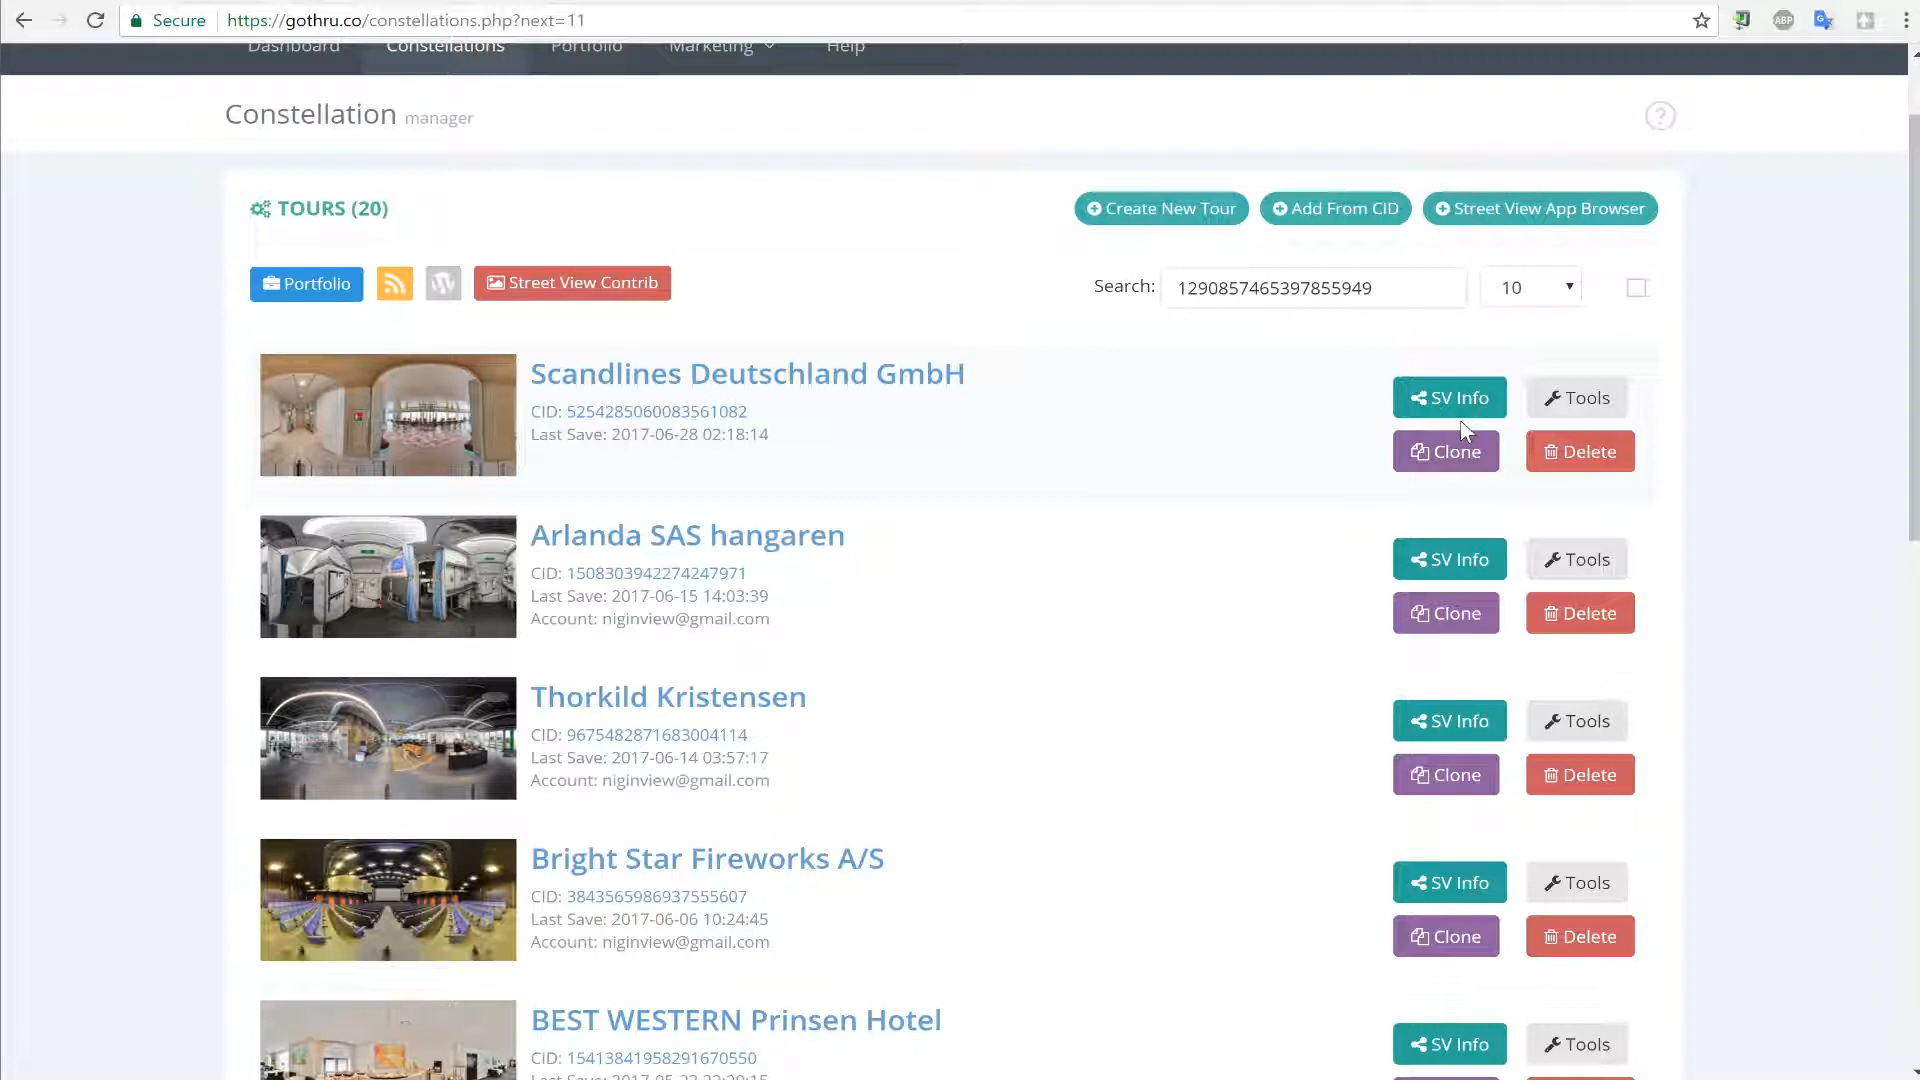 Secure https://gothru.co/constellations.php?next=11
ABP
Dashboard Constellations Portfolio Marketing Help
Constellation manager
TOURS (20)
Create New Tour Add From CID Street View App Browser
Portfolio Street View Contrib Search: 1290857465397855949 10
Scandlines Deutschland GmbH
CID: 5254285060083561082
Last Save: 2017-06-28 02:18:14
SV Info Tools
Clone Delete
Arlanda SAS hangaren
CID: 1508303942274247971
Last Save: 2017-06-15 14:03:39
Account: niginview@gmail.com
SV Info Tools
Clone Delete
Thorkild Kristensen
CID: 9675482871683004114
Last Save: 2017-06-14 03:57:17
Account: niginview@gmail.com
SV Info Tools
Clone Delete
Bright Star Fireworks A/S
CID: 3843565986937555607
Last Save: 2017-06-06 10:24:45
Account: niginview@gmail.com
SV Info Tools
Clone Delete
BEST WESTERN Prinsen Hotel
CID: 15413841958291670550
SV Info Tools